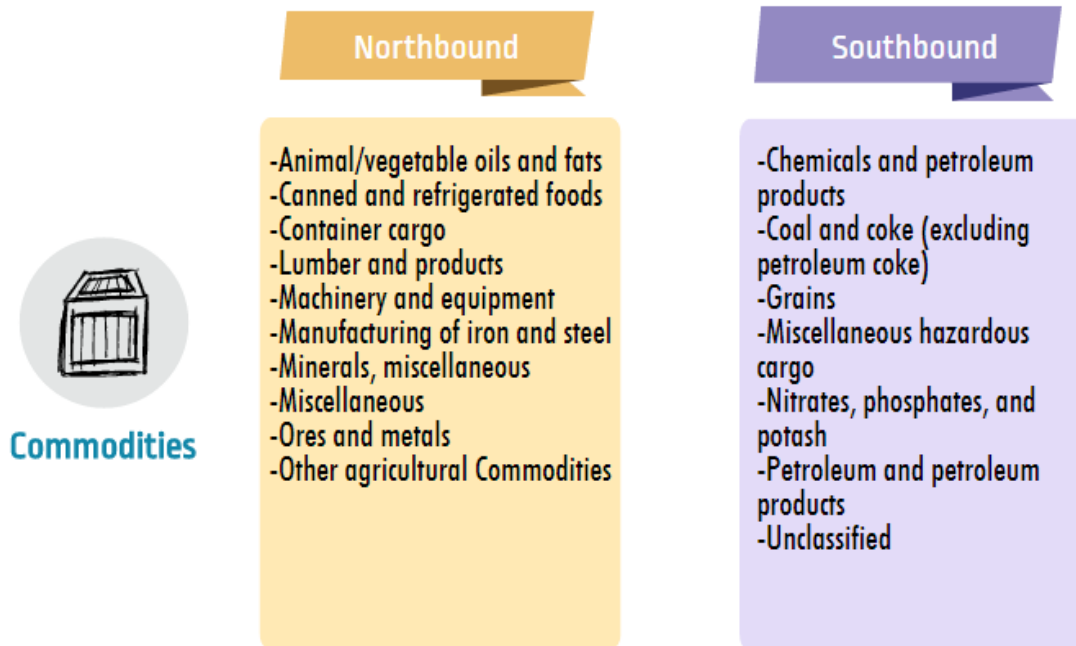 Northbound
Southbound
-Animal/vegetable oils and fats
-Canned and refrigerated foods
-Container cargo
-Lumber and products
-Machinery and equipment
-Manufacturing of iron and steel
-Minerals, miscellaneous
-Miscellaneous
-Ores and metals
-Other agricultural Commodities
-Chemicals and petroleum
products
-Coal and coke (excluding
petroleum coke)
-Grains
-Miscellaneous hazardous
cargo
-Nitrates, phosphates, and
potash
-Petroleum and petroleum
products
-Unclassified
Commodities